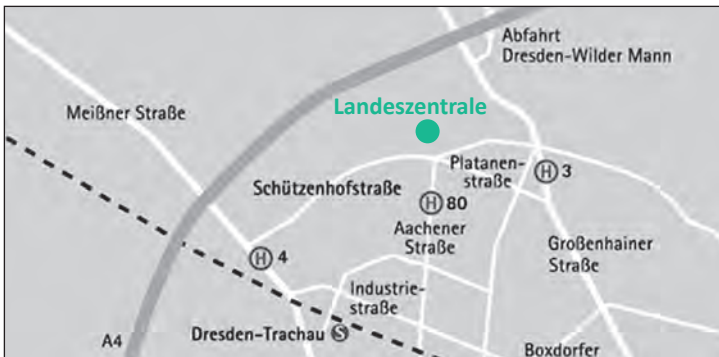 Abfahrt
Dresden-Wilder Mann
Landeszentrale
Meißner Straße
Platanen-
straße
H 3
Schützenhofstraße
H 80
Aachener
Straße
Großenhainer
Straße
H 4
Industrie-
straße
A4
Dresden-Trachau S
Boxdorfer